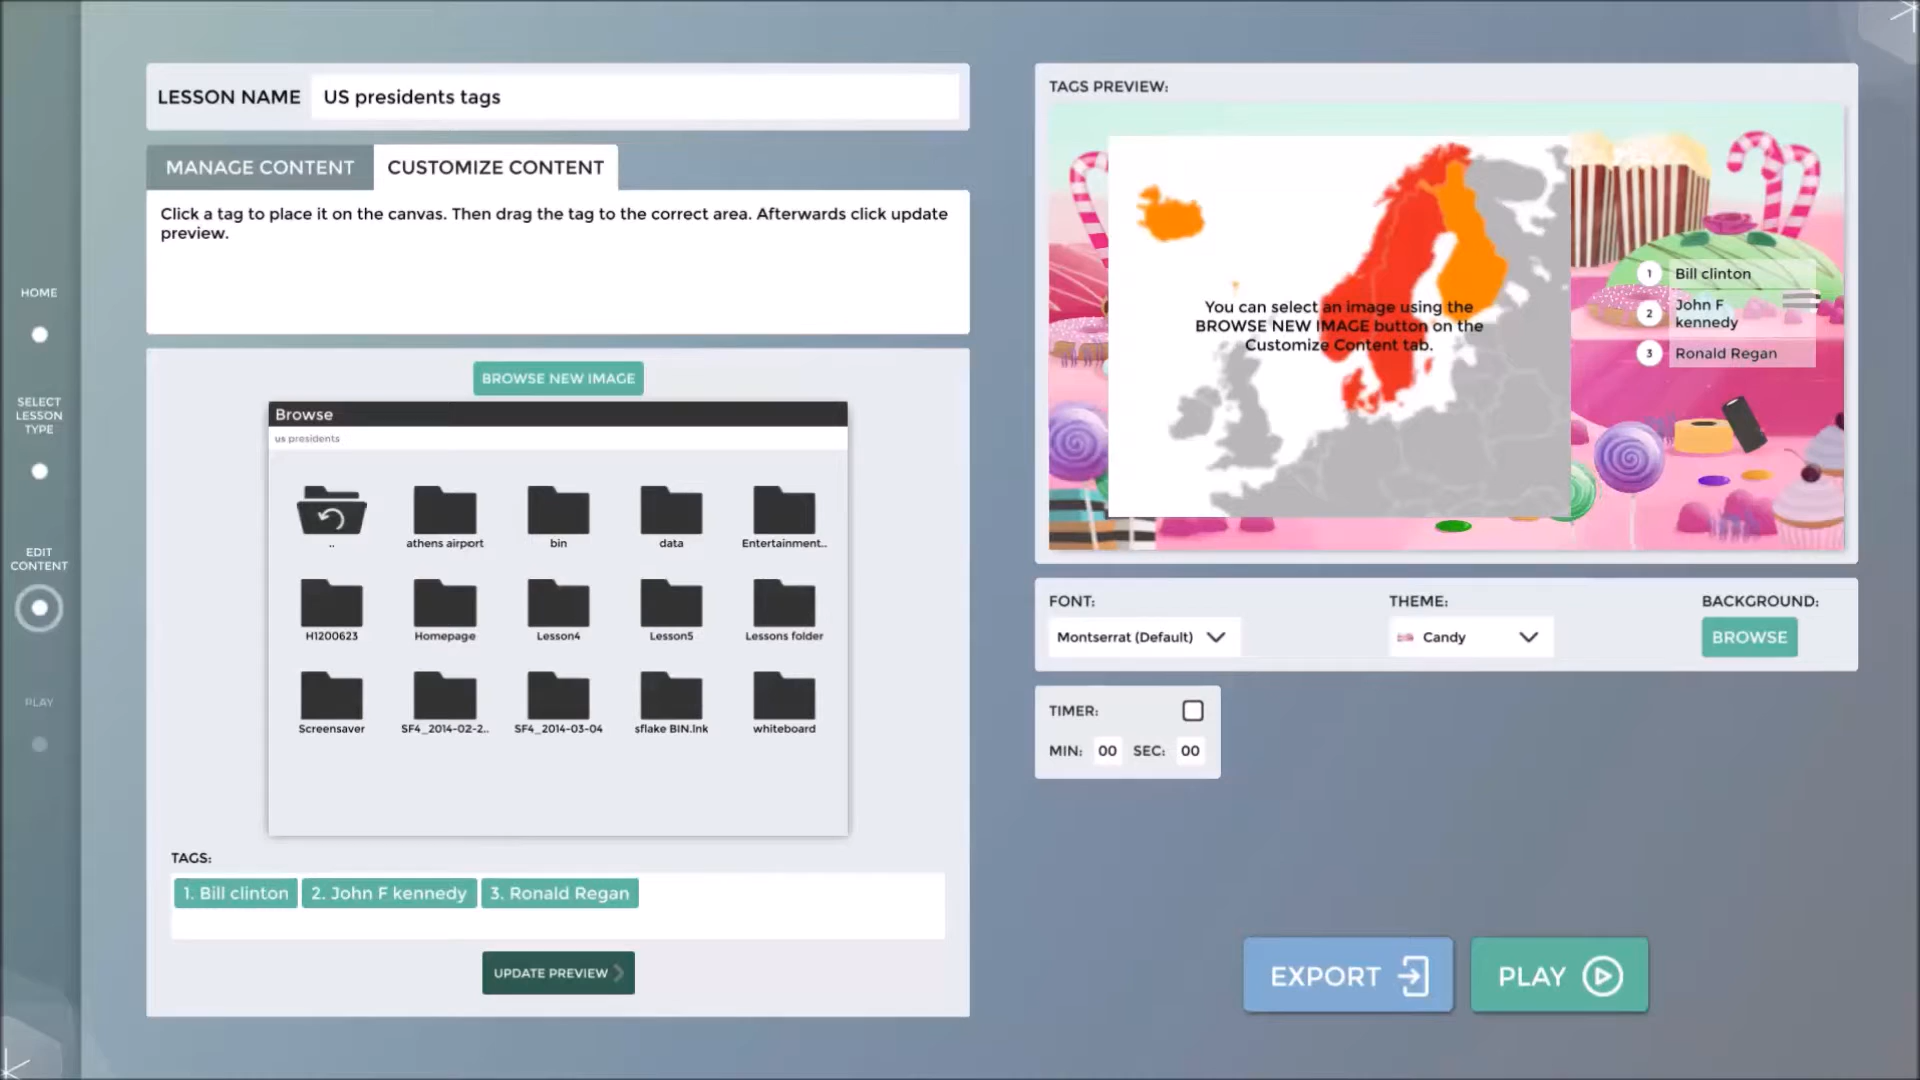 LESSON NAME
US presidents tags
MANAGE CONTENT
CUSTOMIZE CONTENT
Click a tag to place it on the canvas. Then drag the tag to the correct area. Afterwards click update
preview.
HOME
SELECT
LESSON
TYPE
EDIT
CONTENT
PLAY
BROWSE NEW IMAGE
Browse
us presidents
..
athens airport
bin
data
Entertainment..
H1200623
Homepage
Lesson4
Lesson5
Lessons folder
Screensaver
SF4_2014-02-2..
SF4_2014-03-04
sflake BIN.lnk
whiteboard
TAGS:
1. Bill clinton
2. John F kennedy
3. Ronald Regan
UPDATE PREVIEW
TAGS PREVIEW:
You can select an image using the
BROWSE NEW IMAGE button on the
Customize Content tab.
1 Bill clinton
2 John F
kennedy
3 Ronald Regan
FONT:
Montserrat (Default)
THEME:
Candy
BACKGROUND:
BROWSE
TIMER:
MIN: 00 SEC: 00
EXPORT
PLAY